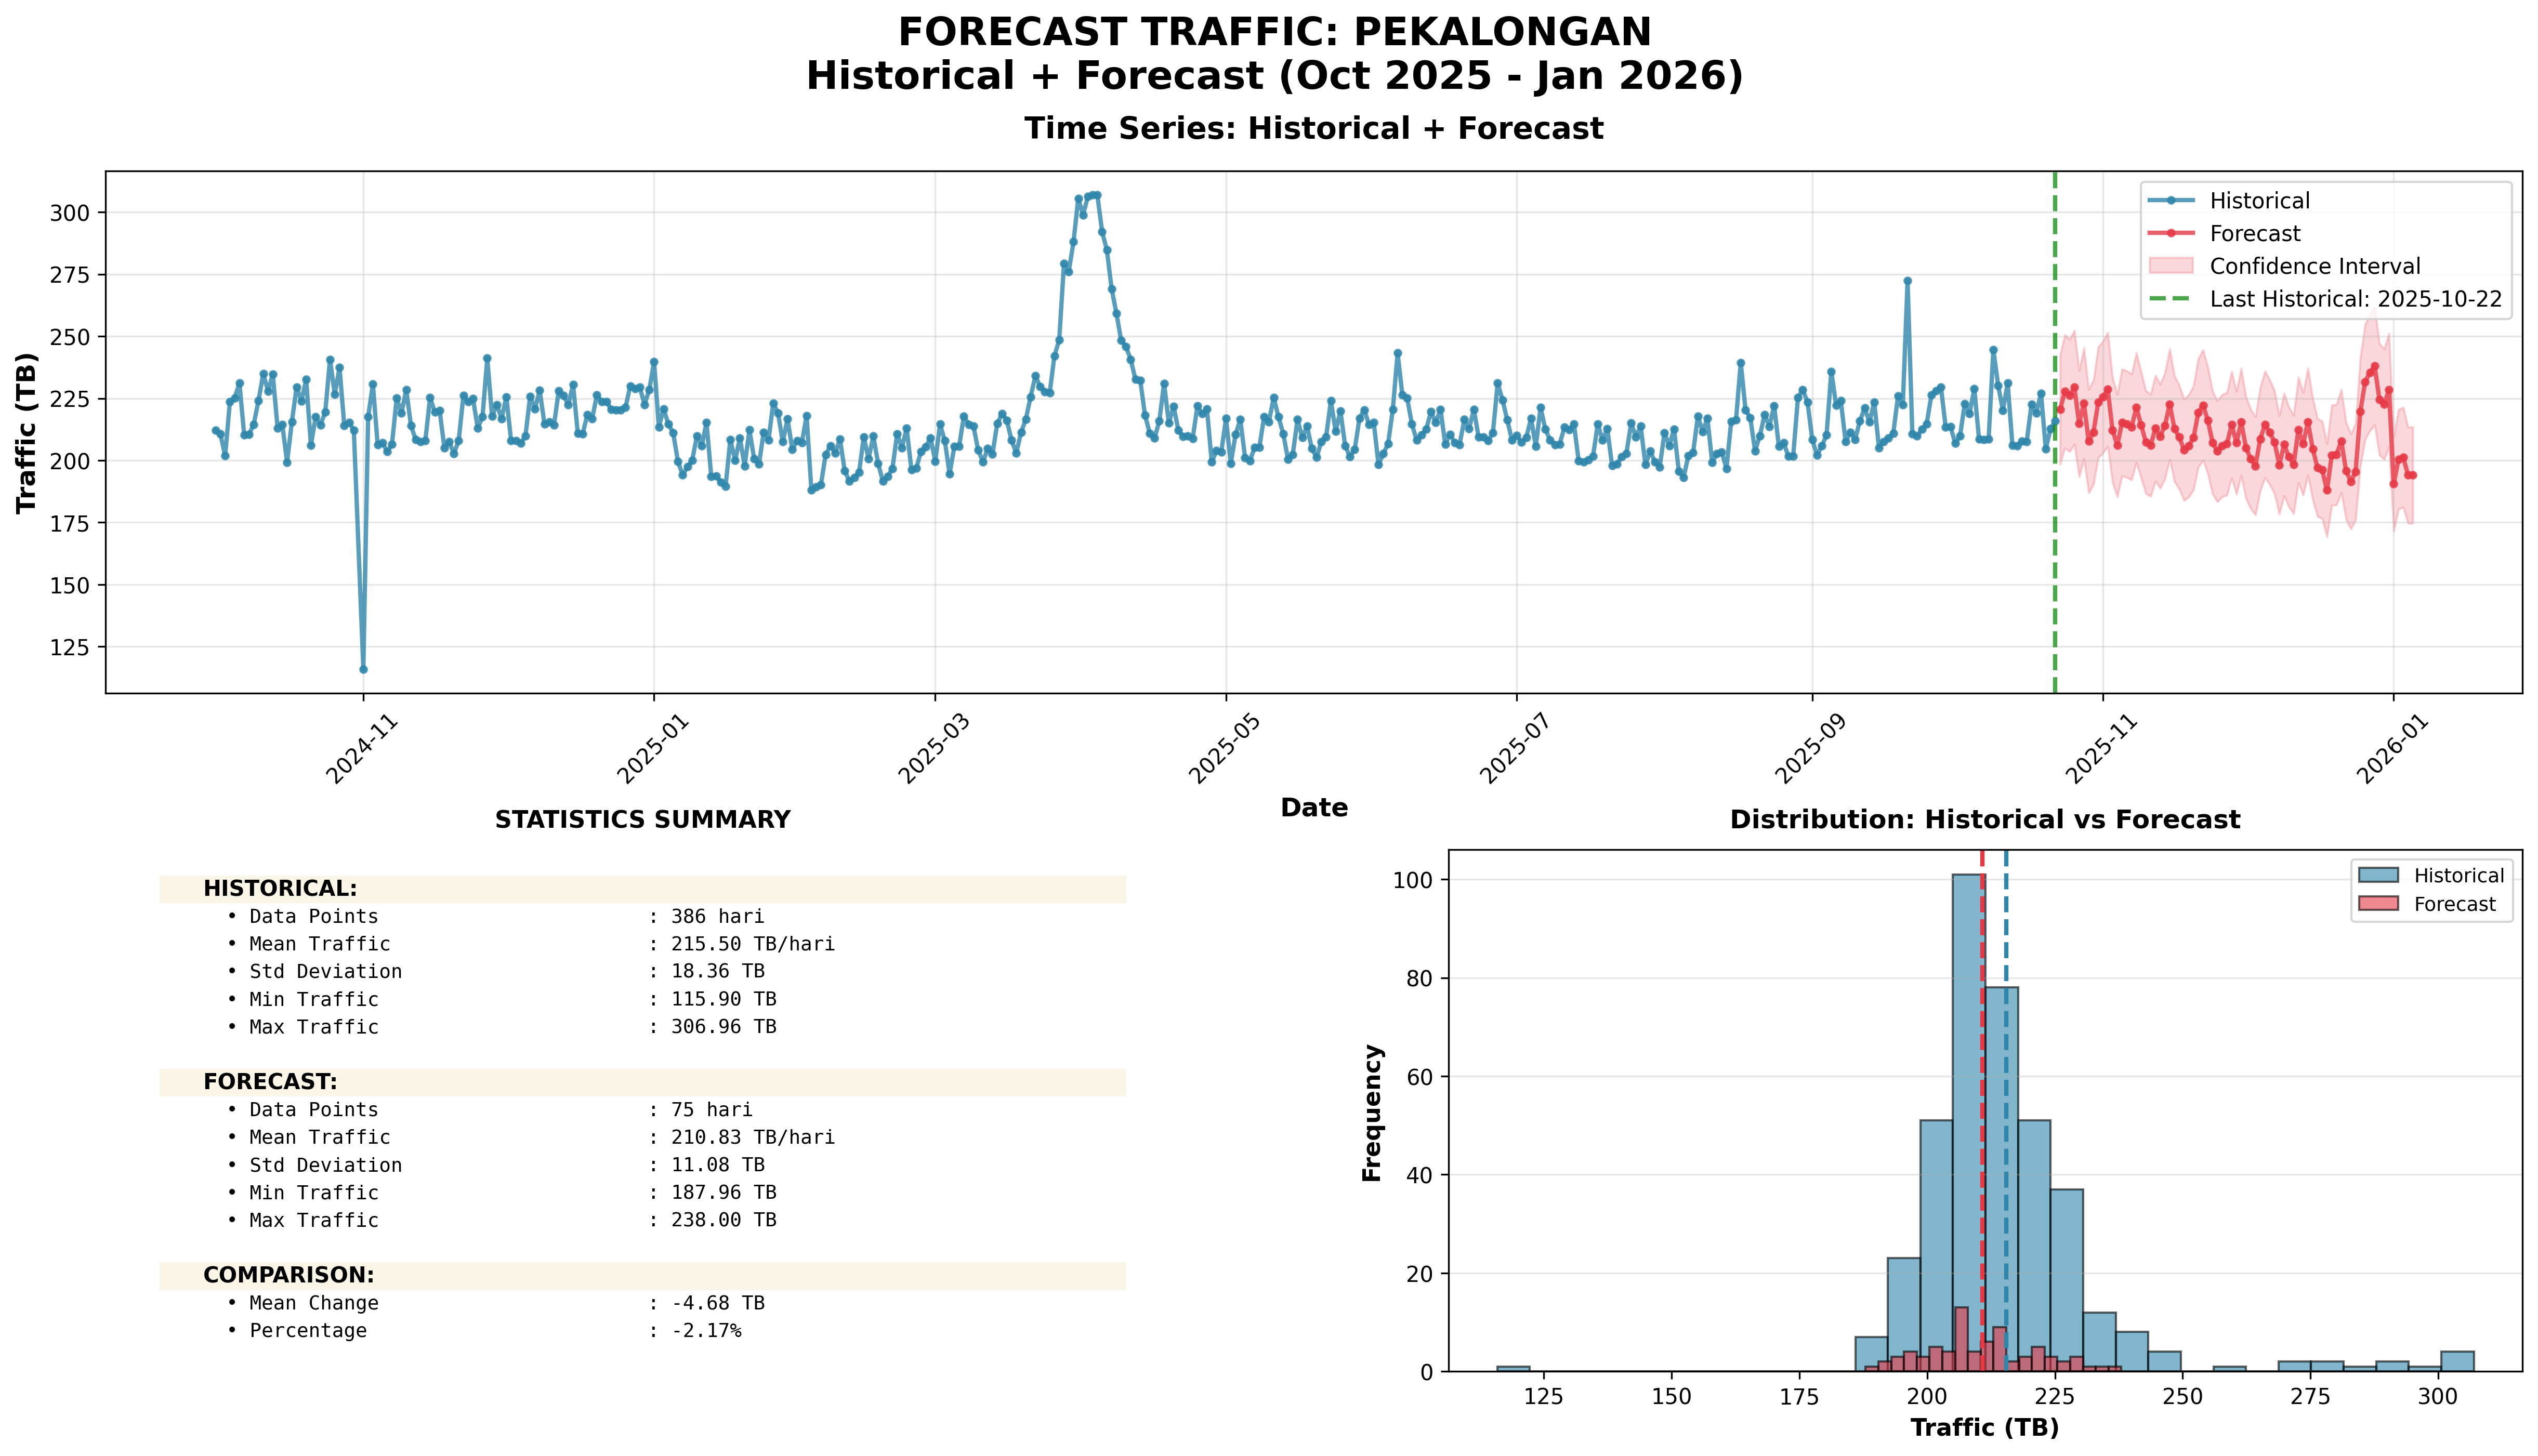 FORECAST TRAFFIC: PEKALONGAN
Historical + Forecast (Oct 2025 - Jan 2026)
Time Series: Historical + Forecast
Traffic (TB)
300
275
250
225
200
175
150
125
Historical
Forecast
Confidence Interval
Last Historical: 2025-10-22
2024-11
2025-01
2025-03
2025-05
2025-07
2025-09
2025-11
2026-01
Date
STATISTICS SUMMARY
HISTORICAL:
• Data Points : 386 hari
• Mean Traffic : 215.50 TB/hari
• Std Deviation : 18.36 TB
• Min Traffic : 115.90 TB
• Max Traffic : 306.96 TB
FORECAST:
• Data Points : 75 hari
• Mean Traffic : 210.83 TB/hari
• Std Deviation : 11.08 TB
• Min Traffic : 187.96 TB
• Max Traffic : 238.00 TB
COMPARISON:
• Mean Change : -4.68 TB
• Percentage : -2.17%
Distribution: Historical vs Forecast
Frequency
100
80
60
40
20
0
Historical
Forecast
125
150
175
200
225
250
275
300
Traffic (TB)